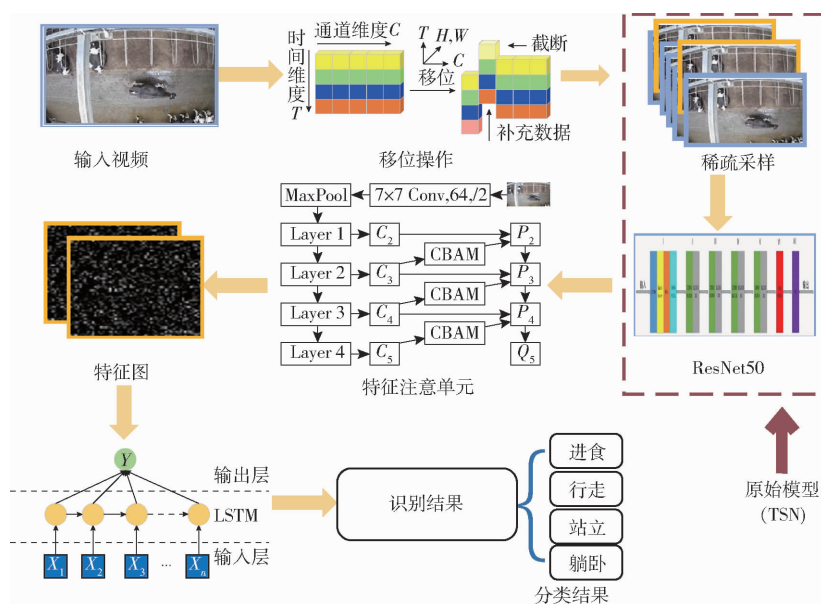 输入视频
时间维度T
通道维度C
T
H,W
C
移位
截断
补充数据
移位操作
稀疏采样
MaxPool
7×7 Conv,64,/2
Layer 1
C2
P2
CBAM
Layer 2
C3
P3
CBAM
Layer 3
C4
P4
CBAM
Layer 4
C5
Q5
特征注意单元
特征图
输入
输出
ResNet50
原始模型
(TSN)
Y
输出层
LSTM
输入层
X1
X2
X3
...
Xn
识别结果
进食
行走
站立
躺卧
分类结果